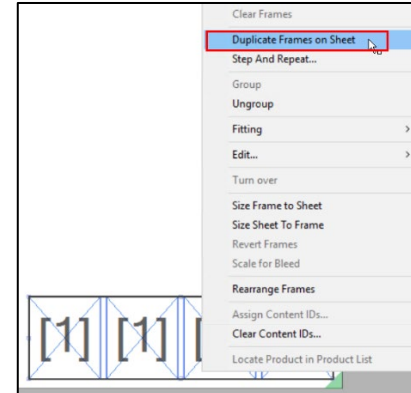 Clear Frames
Duplicate Frames on Sheet
Step And Repeat...
Group
Ungroup
Fitting
Edit...
Turn over
Size Frame to Sheet
Size Sheet To Frame
Revert Frames
Scale for Bleed
Rearrange Frames
Assign Content IDs...
Clear Content IDs...
Locate Product in Product List
[1] [1] [